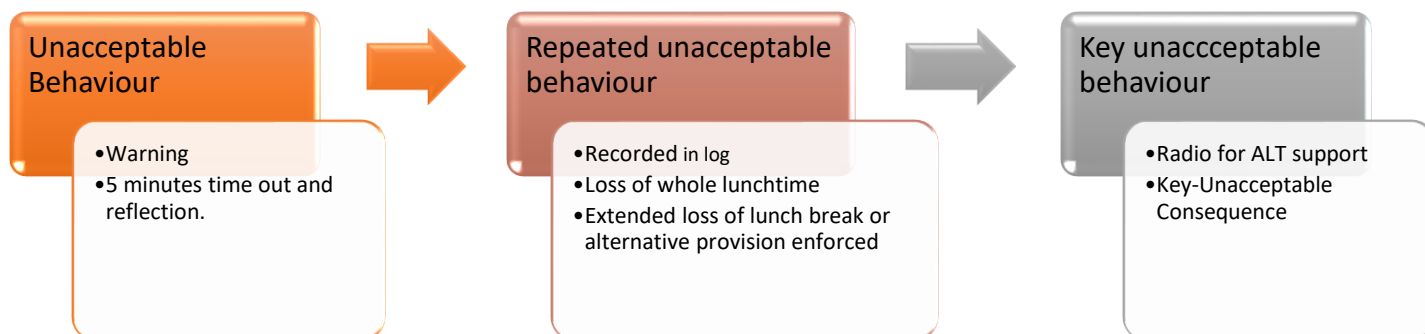 Unacceptable
Behaviour
•Warning
•5 minutes time out and
reflection.
Repeated unacceptable
behaviour
•Recorded in log
•Loss of whole lunchtime
•Extended loss of lunch break or
alternative provision enforced
Key unaccceptable
behaviour
•Radio for ALT support
•Key-Unacceptable
Consequence